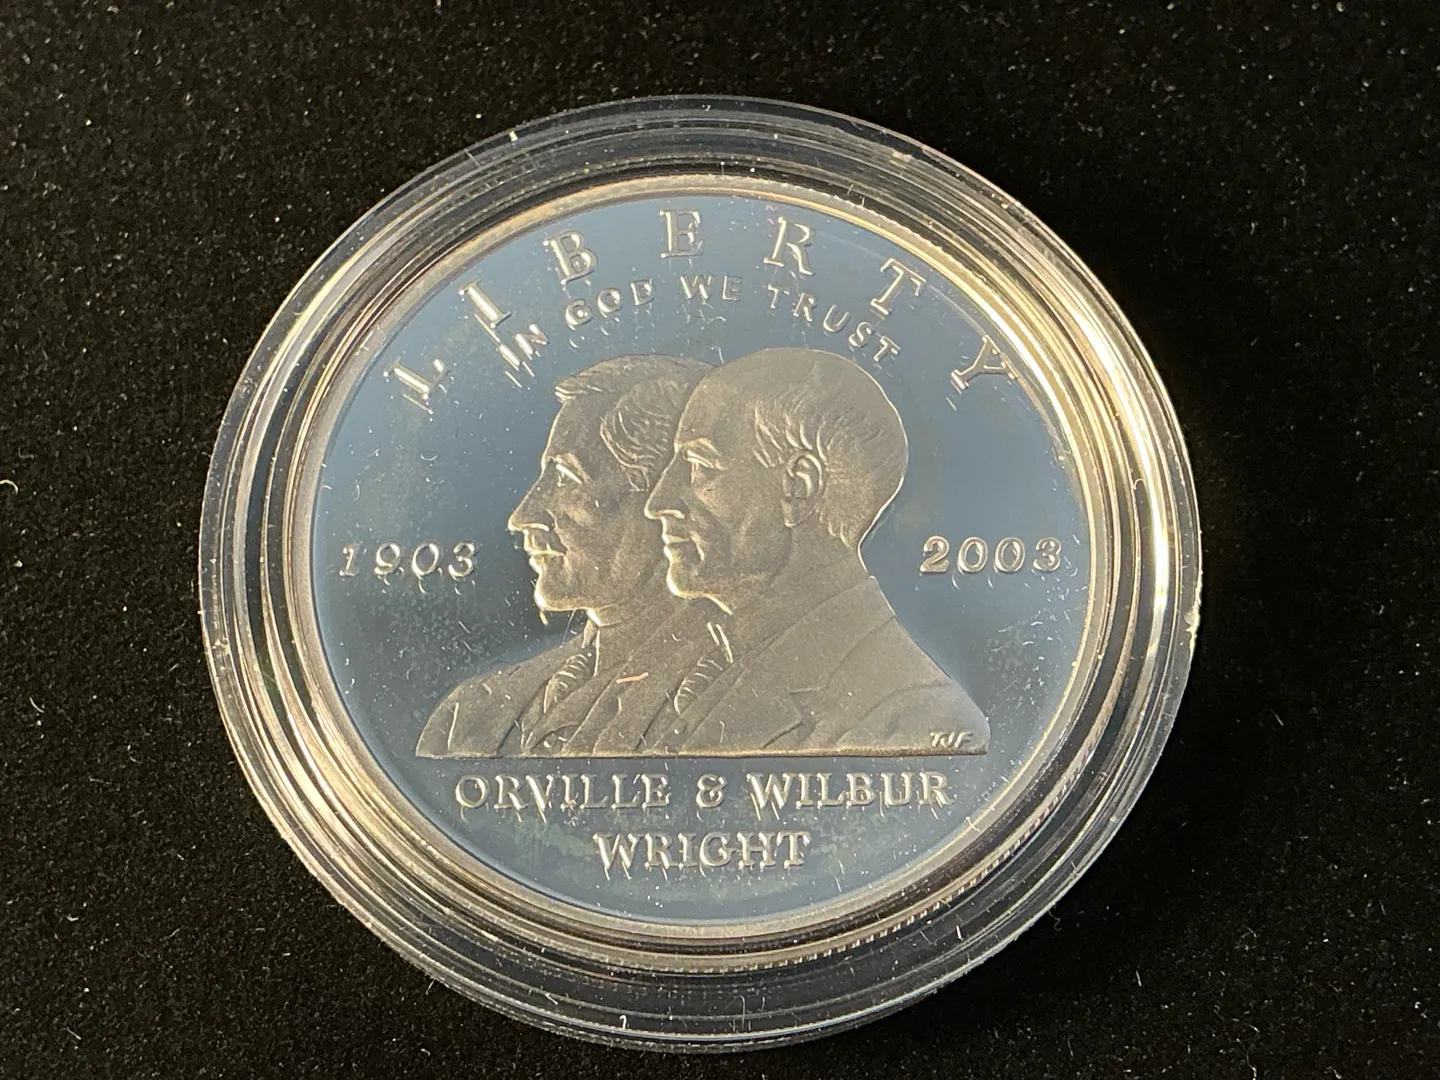 LIBERTY
IN GOD WE TRUST
1903 2003
TJF
ORVILLE & WILBUR
WRIGHT